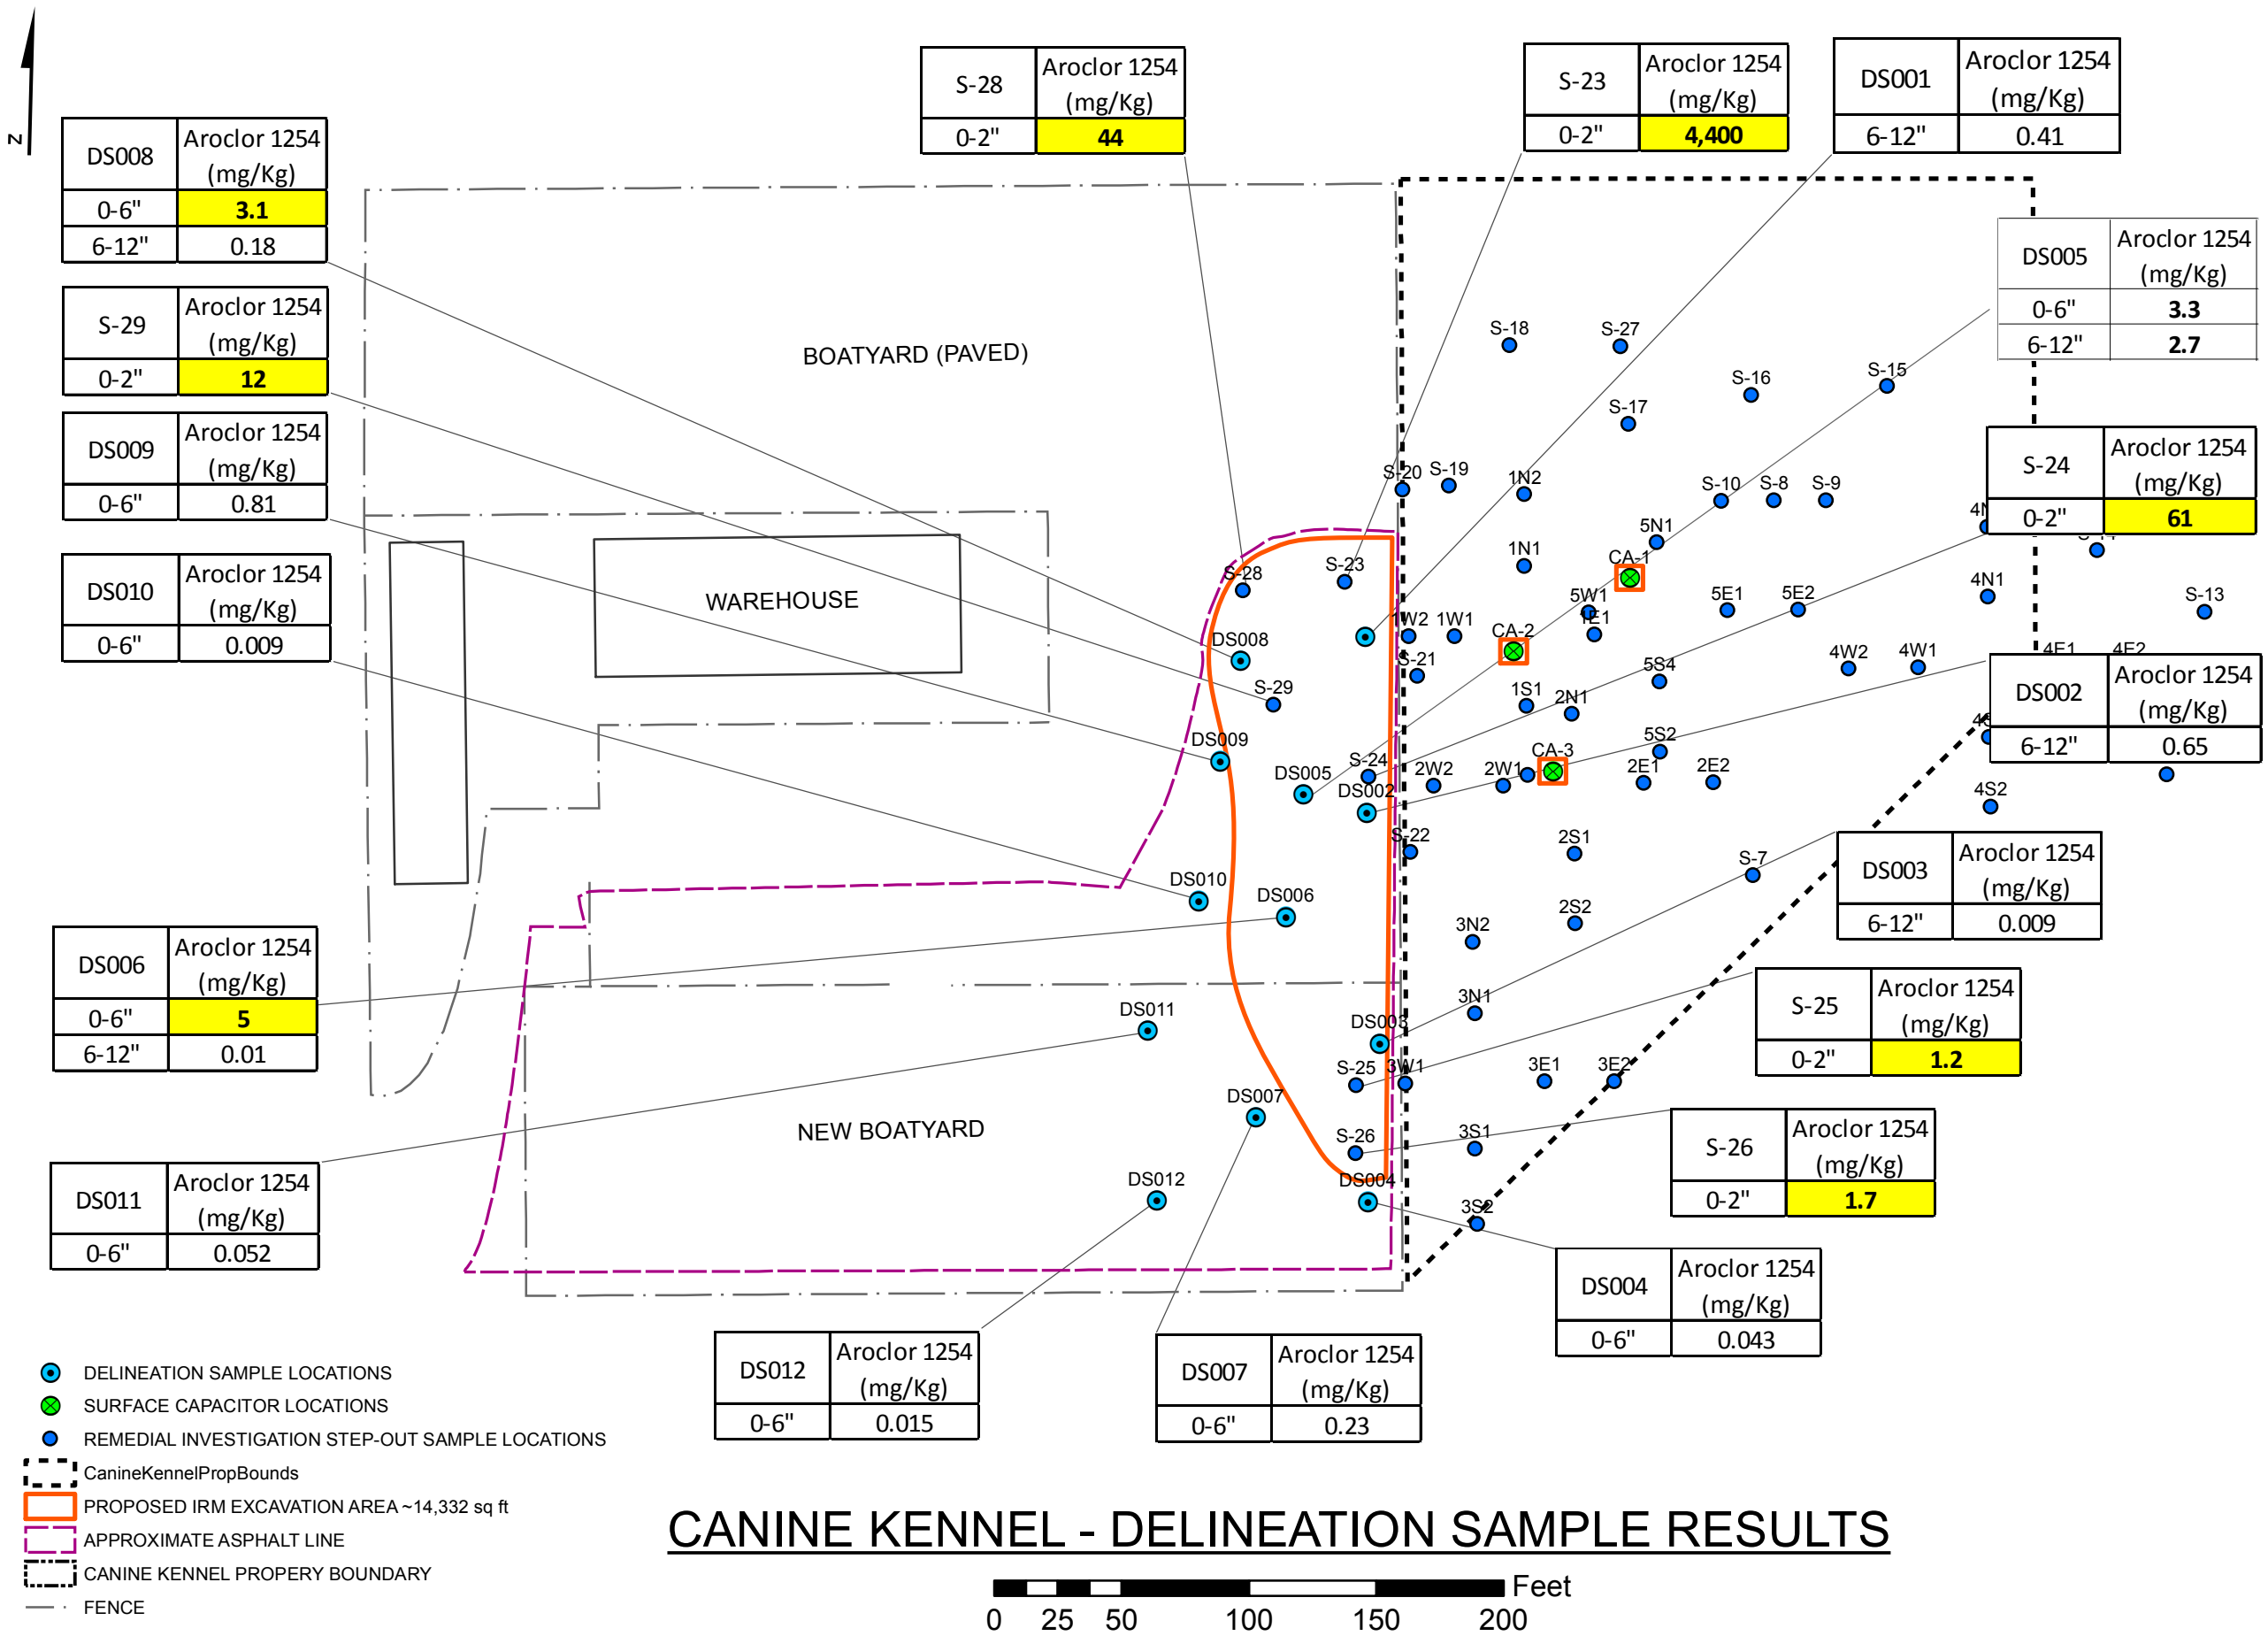 Z
S-28 Aroclor 1254 (mg/Kg)
0-2" 44
S-23 Aroclor 1254 (mg/Kg)
0-2" 4,400
DS001 Aroclor 1254 (mg/Kg)
6-12" 0.41
DS008 Aroclor 1254 (mg/Kg)
0-6" 3.1
6-12" 0.18
DS005 Aroclor 1254 (mg/Kg)
0-6" 3.3
6-12" 2.7
S-29 Aroclor 1254 (mg/Kg)
0-2" 12
DS009 Aroclor 1254 (mg/Kg)
0-6" 0.81
S-24 Aroclor 1254 (mg/Kg)
0-2" 61
DS010 Aroclor 1254 (mg/Kg)
0-6" 0.009
DS002 Aroclor 1254 (mg/Kg)
6-12" 0.65
DS003 Aroclor 1254 (mg/Kg)
6-12" 0.009
DS006 Aroclor 1254 (mg/Kg)
0-6" 5
6-12" 0.01
S-25 Aroclor 1254 (mg/Kg)
0-2" 1.2
S-26 Aroclor 1254 (mg/Kg)
0-2" 1.7
DS011 Aroclor 1254 (mg/Kg)
0-6" 0.052
DS004 Aroclor 1254 (mg/Kg)
0-6" 0.043
DS012 Aroclor 1254 (mg/Kg)
0-6" 0.015
DS007 Aroclor 1254 (mg/Kg)
0-6" 0.23
BOATYARD (PAVED)
WAREHOUSE
NEW BOATYARD
S-18
S-27
S-16
S-15
S-17
S-20
S-19
1N2
S-10
S-8
S-9
5N1
1N1
CA-1
S-28
S-23
4N1
S-13
5W1
5E1
5E2
1W2
1W1
1E1
CA-2
DS008
S-21
4W2
4W1
4E1
4E2
5S4
S-29
1S1
2N1
DS009
5S2
CA-3
S-24
DS005
2W2
2W1
2E1
2E2
DS002
4S2
S-22
2S1
S-7
DS010
DS006
2S2
3N2
DS011
3N1
DS003
S-25
3W1
3E1
3E2
DS007
S-26
3S1
DS012
DS004
3S2
DELINEATION SAMPLE LOCATIONS
SURFACE CAPACITOR LOCATIONS
REMEDIAL INVESTIGATION STEP-OUT SAMPLE LOCATIONS
CanineKennelPropBounds
PROPOSED IRM EXCAVATION AREA ~14,332 sq ft
APPROXIMATE ASPHALT LINE
CANINE KENNEL PROPERY BOUNDARY
FENCE
CANINE KENNEL - DELINEATION SAMPLE RESULTS
Feet
0 25 50 100 150 200